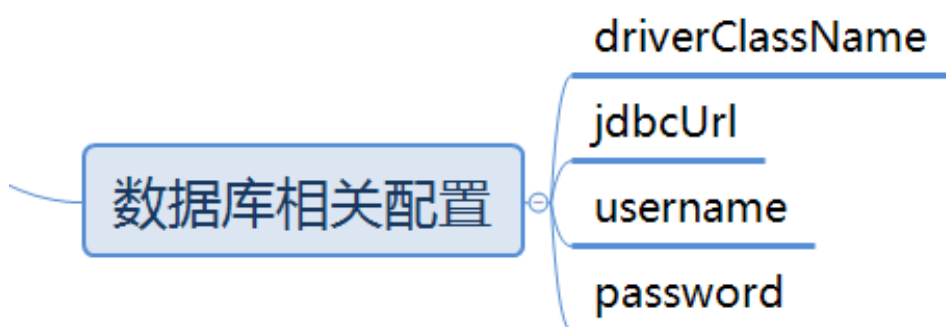 driverClassName
jdbcUrl
数据库相关配置
username
password